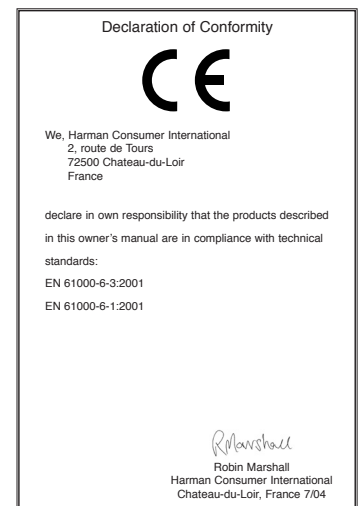 Declaration of Conformity
CE
We, Harman Consumer International
2, route de Tours
72500 Chateau-du-Loir
France
declare in own responsibility that the products described
in this owner's manual are in compliance with technical
standards:
EN 61000-6-3:2001
EN 61000-6-1:2001
RMarshall
Robin Marshall
Harman Consumer International
Chateau-du-Loir, France 7/04